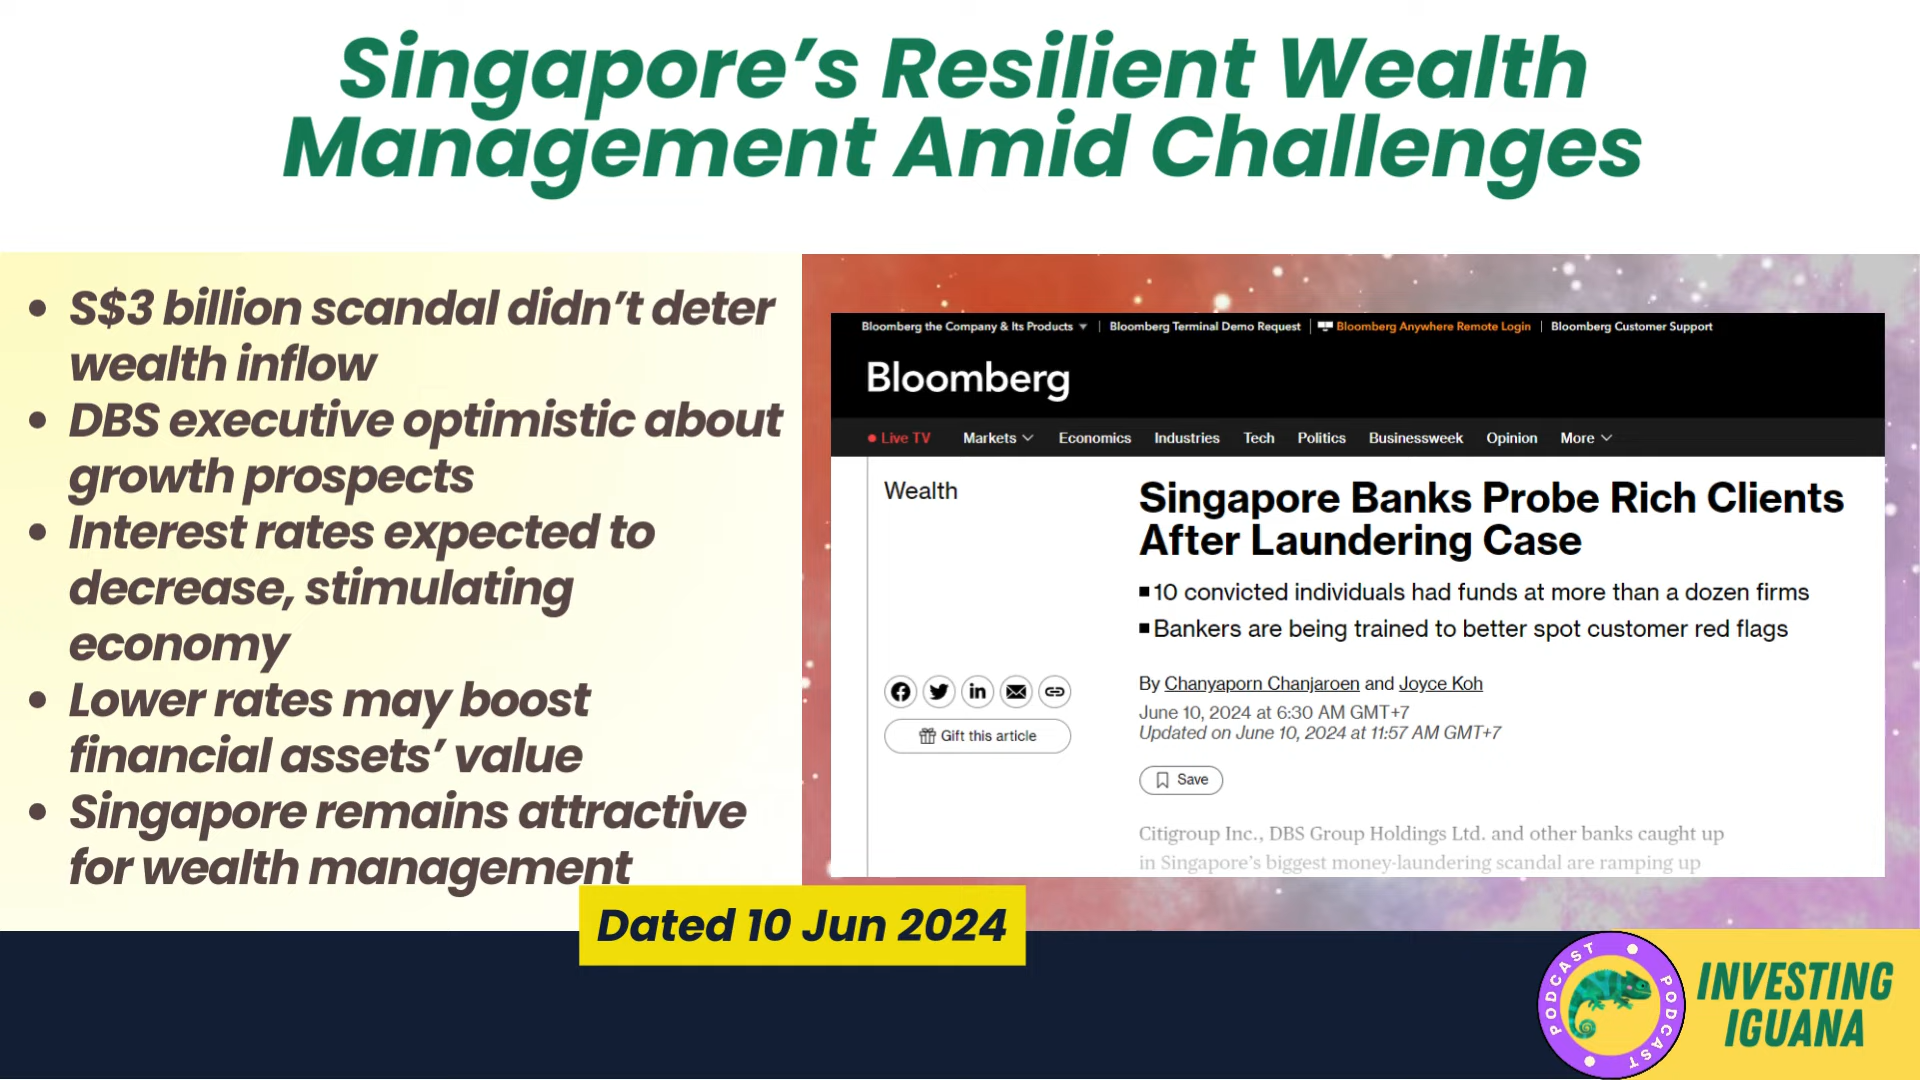 Singapore’s Resilient Wealth
Management Amid Challenges
• S$3 billion scandal didn’t deter
wealth inflow
• DBS executive optimistic about
growth prospects
• Interest rates expected to
decrease, stimulating
economy
• Lower rates may boost
financial assets’ value
• Singapore remains attractive
for wealth management
Bloomberg the Company & Its Products | Bloomberg Terminal Demo Request | Bloomberg Anywhere Remote Login | Bloomberg Customer Support
Bloomberg
Live TV Markets Economics Industries Tech Politics Businessweek Opinion More
Wealth
Singapore Banks Probe Rich Clients
After Laundering Case
10 convicted individuals had funds at more than a dozen firms
Bankers are being trained to better spot customer red flags
By Chanyaporn Chanjaroen and Joyce Koh
June 10, 2024 at 6:30 AM GMT+7
Updated on June 10, 2024 at 11:57 AM GMT+7
Gift this article
Save
Citigroup Inc., DBS Group Holdings Ltd. and other banks caught up
in Singapore’s biggest money-laundering scandal are ramping up
Dated 10 Jun 2024
PODCAST
PODCAST
PODCAST
INVESTING
IGUANA